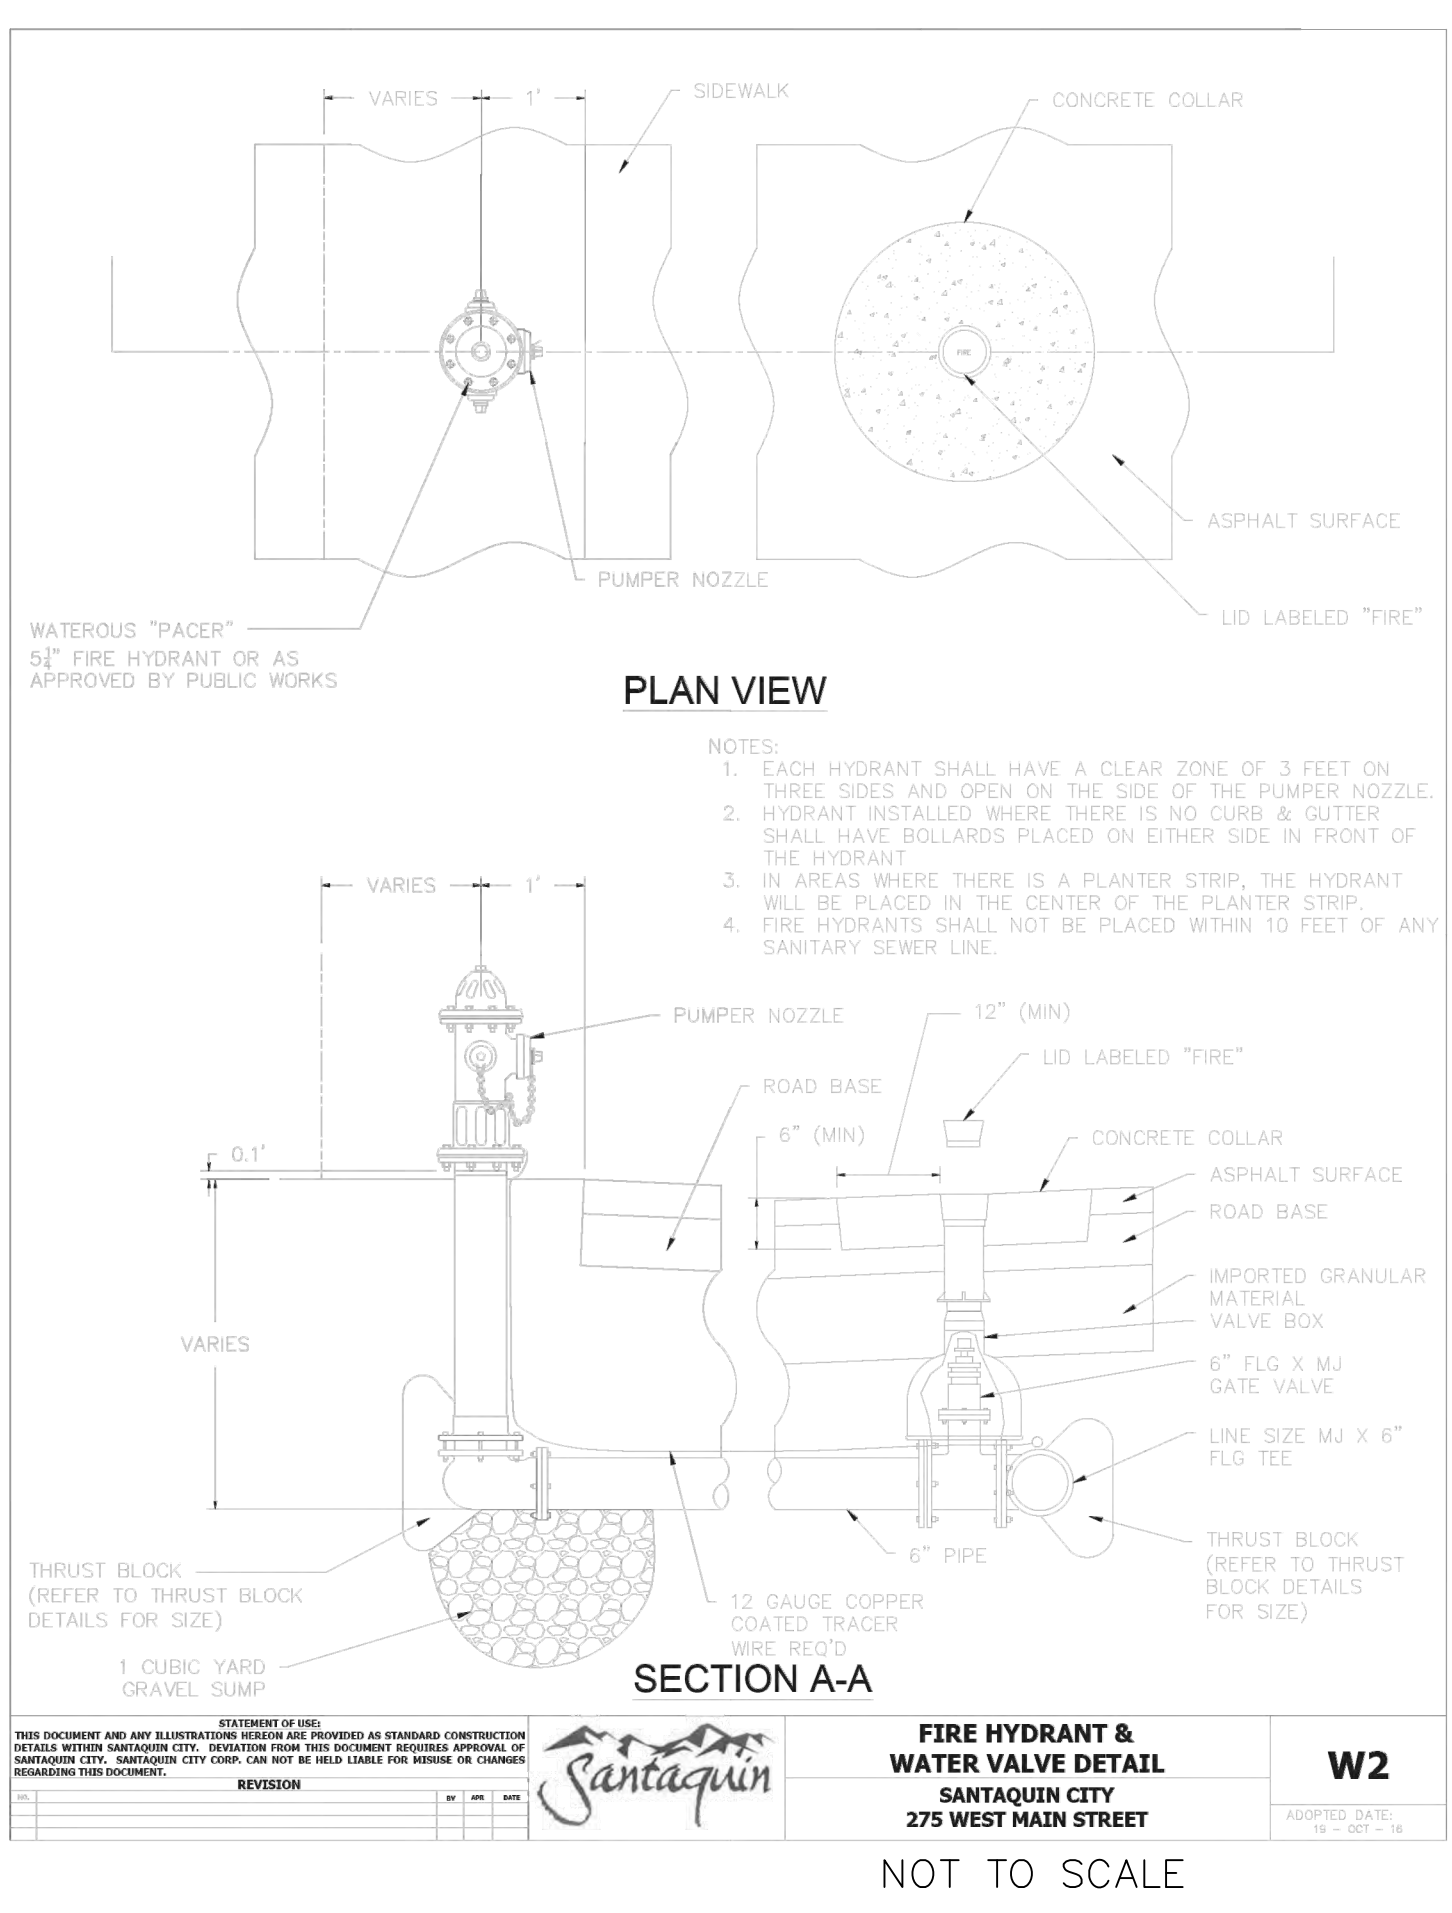 VARIES
1'
SIDEWALK
CONCRETE COLLAR
FIRE
ASPHALT SURFACE
PUMPER NOZZLE
LID LABELED "FIRE"
WATEROUS "PACER"
5 1/4" FIRE HYDRANT OR AS
APPROVED BY PUBLIC WORKS
PLAN VIEW
NOTES:
1. EACH HYDRANT SHALL HAVE A CLEAR ZONE OF 3 FEET ON
THREE SIDES AND OPEN ON THE SIDE OF THE PUMPER NOZZLE.
2. HYDRANT INSTALLED WHERE THERE IS NO CURB & GUTTER
SHALL HAVE BOLLARDS PLACED ON EITHER SIDE IN FRONT OF
THE HYDRANT
3. IN AREAS WHERE THERE IS A PLANTER STRIP, THE HYDRANT
WILL BE PLACED IN THE CENTER OF THE PLANTER STRIP.
4. FIRE HYDRANTS SHALL NOT BE PLACED WITHIN 10 FEET OF ANY
SANITARY SEWER LINE.
VARIES
1'
PUMPER NOZZLE
12" (MIN)
LID LABELED "FIRE"
ROAD BASE
6" (MIN)
CONCRETE COLLAR
0.1'
ASPHALT SURFACE
ROAD BASE
IMPORTED GRANULAR
MATERIAL
VALVE BOX
VARIES
6" FLG X MJ
GATE VALVE
LINE SIZE MJ X 6"
FLG TEE
THRUST BLOCK
(REFER TO THRUST
BLOCK DETAILS
FOR SIZE)
6" PIPE
THRUST BLOCK
(REFER TO THRUST BLOCK
DETAILS FOR SIZE)
12 GAUGE COPPER
COATED TRACER
WIRE REQ'D
1 CUBIC YARD
GRAVEL SUMP
SECTION A-A
STATEMENT OF USE:
THIS DOCUMENT AND ANY ILLUSTRATIONS HEREON ARE PROVIDED AS STANDARD CONSTRUCTION
DETAILS WITHIN SANTAQUIN CITY. DEVIATION FROM THIS DOCUMENT REQUIRES APPROVAL OF
SANTAQUIN CITY. SANTAQUIN CITY CORP. CAN NOT BE HELD LIABLE FOR MISUSE OR CHANGES
REGARDING THIS DOCUMENT.
REVISION
NO. BY APR. DATE
Santaquin
FIRE HYDRANT &
WATER VALVE DETAIL
SANTAQUIN CITY
275 WEST MAIN STREET
W2
ADOPTED DATE:
19 - OCT - 16
NOT TO SCALE